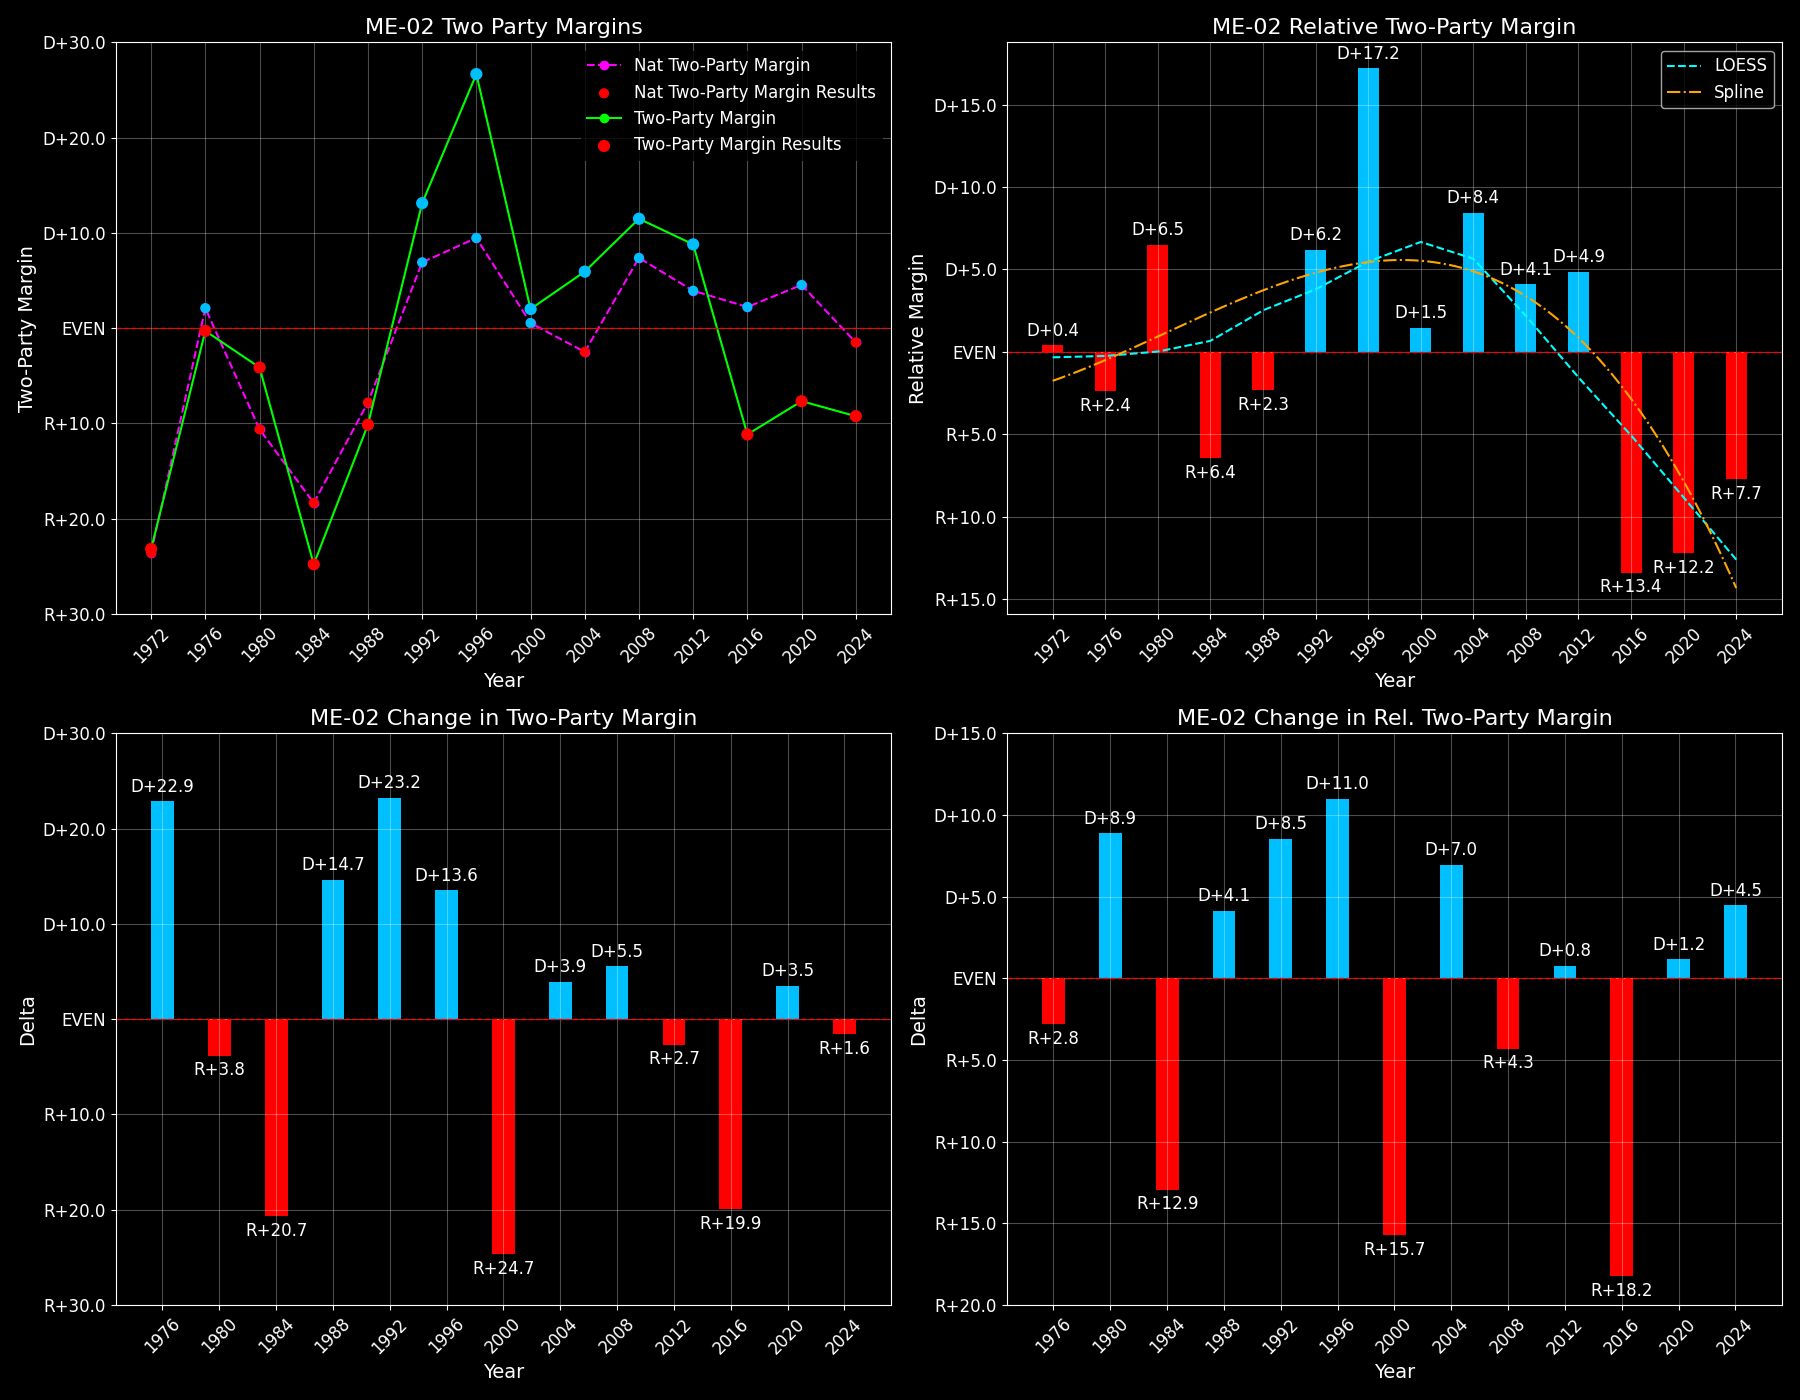 ME-02 Two Party Margins
D+30.0
D+20.0
D+10.0
EVEN
R+10.0
R+20.0
R+30.0
Two-Party Margin
Nat Two-Party Margin
Nat Two-Party Margin Results
Two-Party Margin
Two-Party Margin Results
1972 1976 1980 1984 1988 1992 1996 2000 2004 2008 2012 2016 2020 2024
Year
ME-02 Relative Two-Party Margin
D+15.0
D+10.0
D+5.0
EVEN
R+5.0
R+10.0
R+15.0
Relative Margin
LOESS
Spline
D+0.4
R+2.4
D+6.5
R+6.4
R+2.3
D+6.2
D+17.2
D+1.5
D+8.4
D+4.1
D+4.9
R+13.4
R+12.2
R+7.7
1972 1976 1980 1984 1988 1992 1996 2000 2004 2008 2012 2016 2020 2024
Year
ME-02 Change in Two-Party Margin
D+30.0
D+20.0
D+10.0
EVEN
R+10.0
R+20.0
R+30.0
Delta
D+22.9
R+3.8
R+20.7
D+14.7
D+23.2
D+13.6
R+24.7
D+3.9
D+5.5
R+2.7
R+19.9
D+3.5
R+1.6
1976 1980 1984 1988 1992 1996 2000 2004 2008 2012 2016 2020 2024
Year
ME-02 Change in Rel. Two-Party Margin
D+15.0
D+10.0
D+5.0
EVEN
R+5.0
R+10.0
R+15.0
R+20.0
Delta
R+2.8
D+8.9
R+12.9
D+4.1
D+8.5
D+11.0
R+15.7
D+7.0
R+4.3
D+0.8
R+18.2
D+1.2
D+4.5
1976 1980 1984 1988 1992 1996 2000 2004 2008 2012 2016 2020 2024
Year